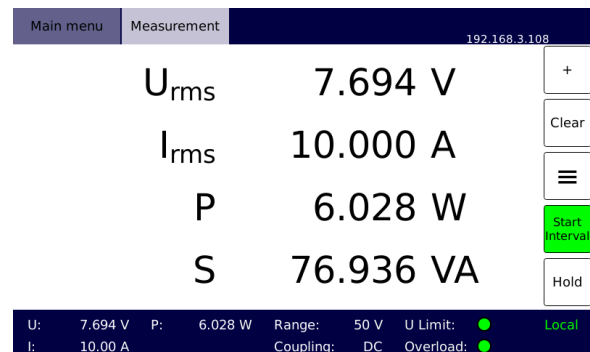 Main menu Measurement
192.168.3.108
Urms 7.694 V
+
Irms 10.000 A
Clear
P 6.028 W
Start
Interval
S 76.936 VA
Hold
U: 7.694 V P: 6.028 W Range: 50 V U Limit: Local
I: 10.00 A Coupling: DC Overload: